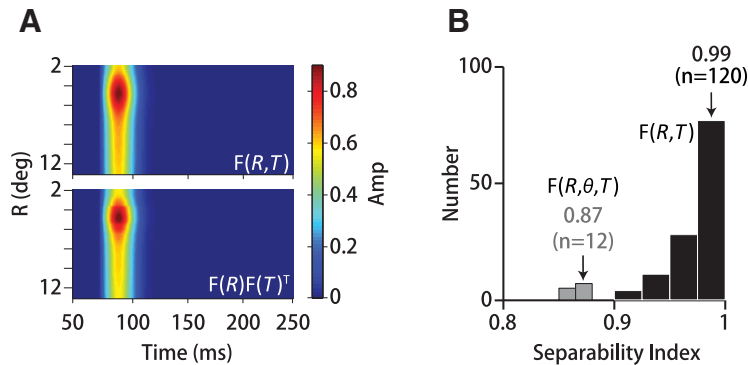 A
2
12
F(R,T)
2
12
F(R)F(T)ᵀ
R (deg)
50 100 150 200 250
Time (ms)
0.8
0.6
0.4
0.2
0
Amp
B
0.99
(n=120)
100
F(R,T)
F(R,θ,T)
0.87
(n=12)
50
0
Number
0.8 0.9 1
Separability Index